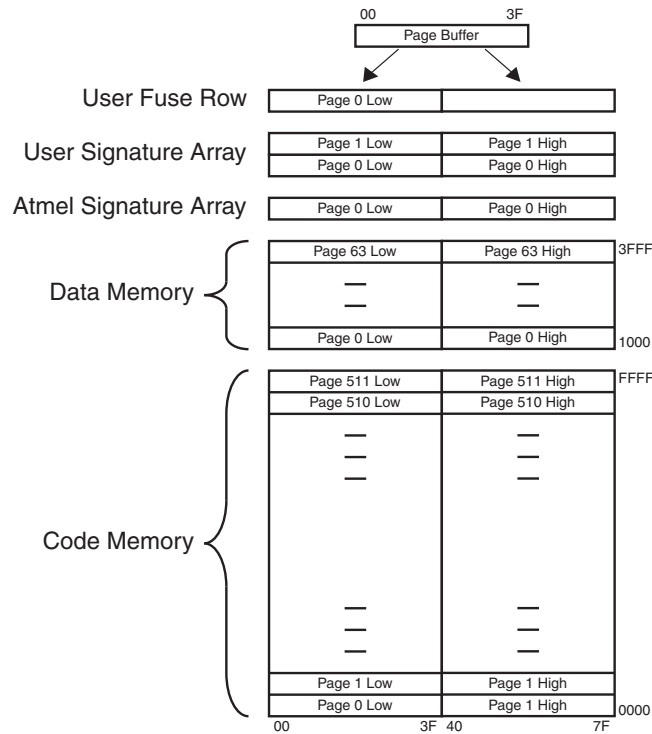 00 3F
Page Buffer
User Fuse Row
Page 0 Low
User Signature Array
Page 1 Low Page 1 High
Page 0 Low Page 0 High
Atmel Signature Array
Page 0 Low Page 0 High
Data Memory
Page 63 Low Page 63 High 3FFF
Page 0 Low Page 0 High 1000
Code Memory
Page 511 Low Page 511 High FFFF
Page 510 Low Page 510 High
Page 1 Low Page 1 High
Page 0 Low Page 1 High 0000
00 3F 40 7F